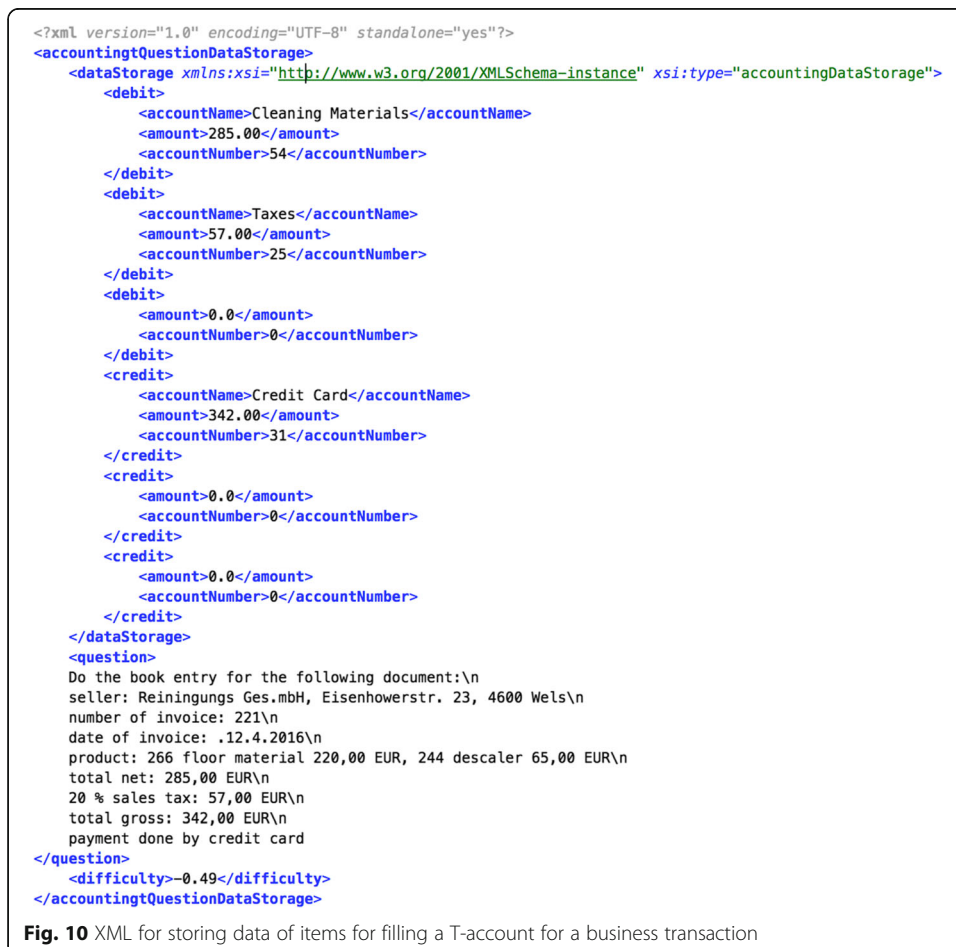 <?xml version="1.0" encoding="UTF-8" standalone="yes"?>
<accountingtQuestionDataStorage>
    <dataStorage xmlns:xsi="http://www.w3.org/2001/XMLSchema-instance" xsi:type="accountingDataStorage">
        <debit>
            <accountName>Cleaning Materials</accountName>
            <amount>285.00</amount>
            <accountNumber>54</accountNumber>
        </debit>
        <debit>
            <accountName>Taxes</accountName>
            <amount>57.00</amount>
            <accountNumber>25</accountNumber>
        </debit>
        <debit>
            <amount>0.0</amount>
            <accountNumber>0</accountNumber>
        </debit>
        <credit>
            <accountName>Credit Card</accountName>
            <amount>342.00</amount>
            <accountNumber>31</accountNumber>
        </credit>
        <credit>
            <amount>0.0</amount>
            <accountNumber>0</accountNumber>
        </credit>
        <credit>
            <amount>0.0</amount>
            <accountNumber>0</accountNumber>
        </credit>
    </dataStorage>
    <question>
    Do the book entry for the following document:\n
    seller: Reiningungs Ges.mbH, Eisenhowerstr. 23, 4600 Wels\n
    number of invoice: 221\n
    date of invoice: .12.4.2016\n
    product: 266 floor material 220,00 EUR, 244 descaler 65,00 EUR\n
    total net: 285,00 EUR\n
    20 % sales tax: 57,00 EUR\n
    total gross: 342,00 EUR\n
    payment done by credit card
</question>
    <difficulty>-0.49</difficulty>
</accountingtQuestionDataStorage>
Fig. 10 XML for storing data of items for filling a T-account for a business transaction